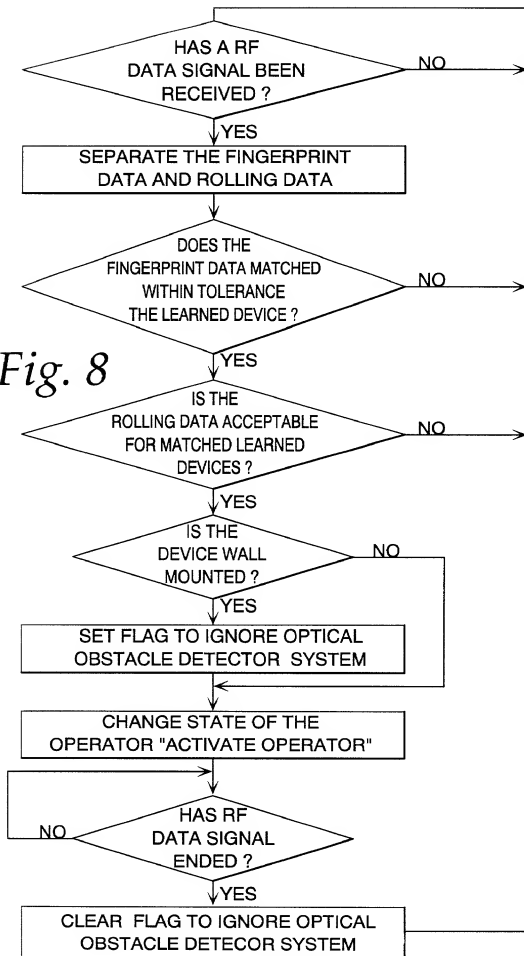 HAS A RF
DATA SIGNAL BEEN
RECEIVED ?
NO
YES
SEPARATE THE FINGERPRINT
DATA AND ROLLING DATA
DOES THE
FINGERPRINT DATA MATCHED
WITHIN TOLERANCE
THE LEARNED DEVICE ?
NO
YES
Fig. 8
IS THE
ROLLING DATA ACCEPTABLE
FOR MATCHED LEARNED
DEVICES ?
NO
YES
IS THE
DEVICE WALL
MOUNTED ?
NO
YES
SET FLAG TO IGNORE OPTICAL
OBSTACLE DETECTOR SYSTEM
CHANGE STATE OF THE
OPERATOR "ACTIVATE OPERATOR"
HAS RF
DATA SIGNAL
ENDED ?
NO
YES
CLEAR FLAG TO IGNORE OPTICAL
OBSTACLE DETECOR SYSTEM